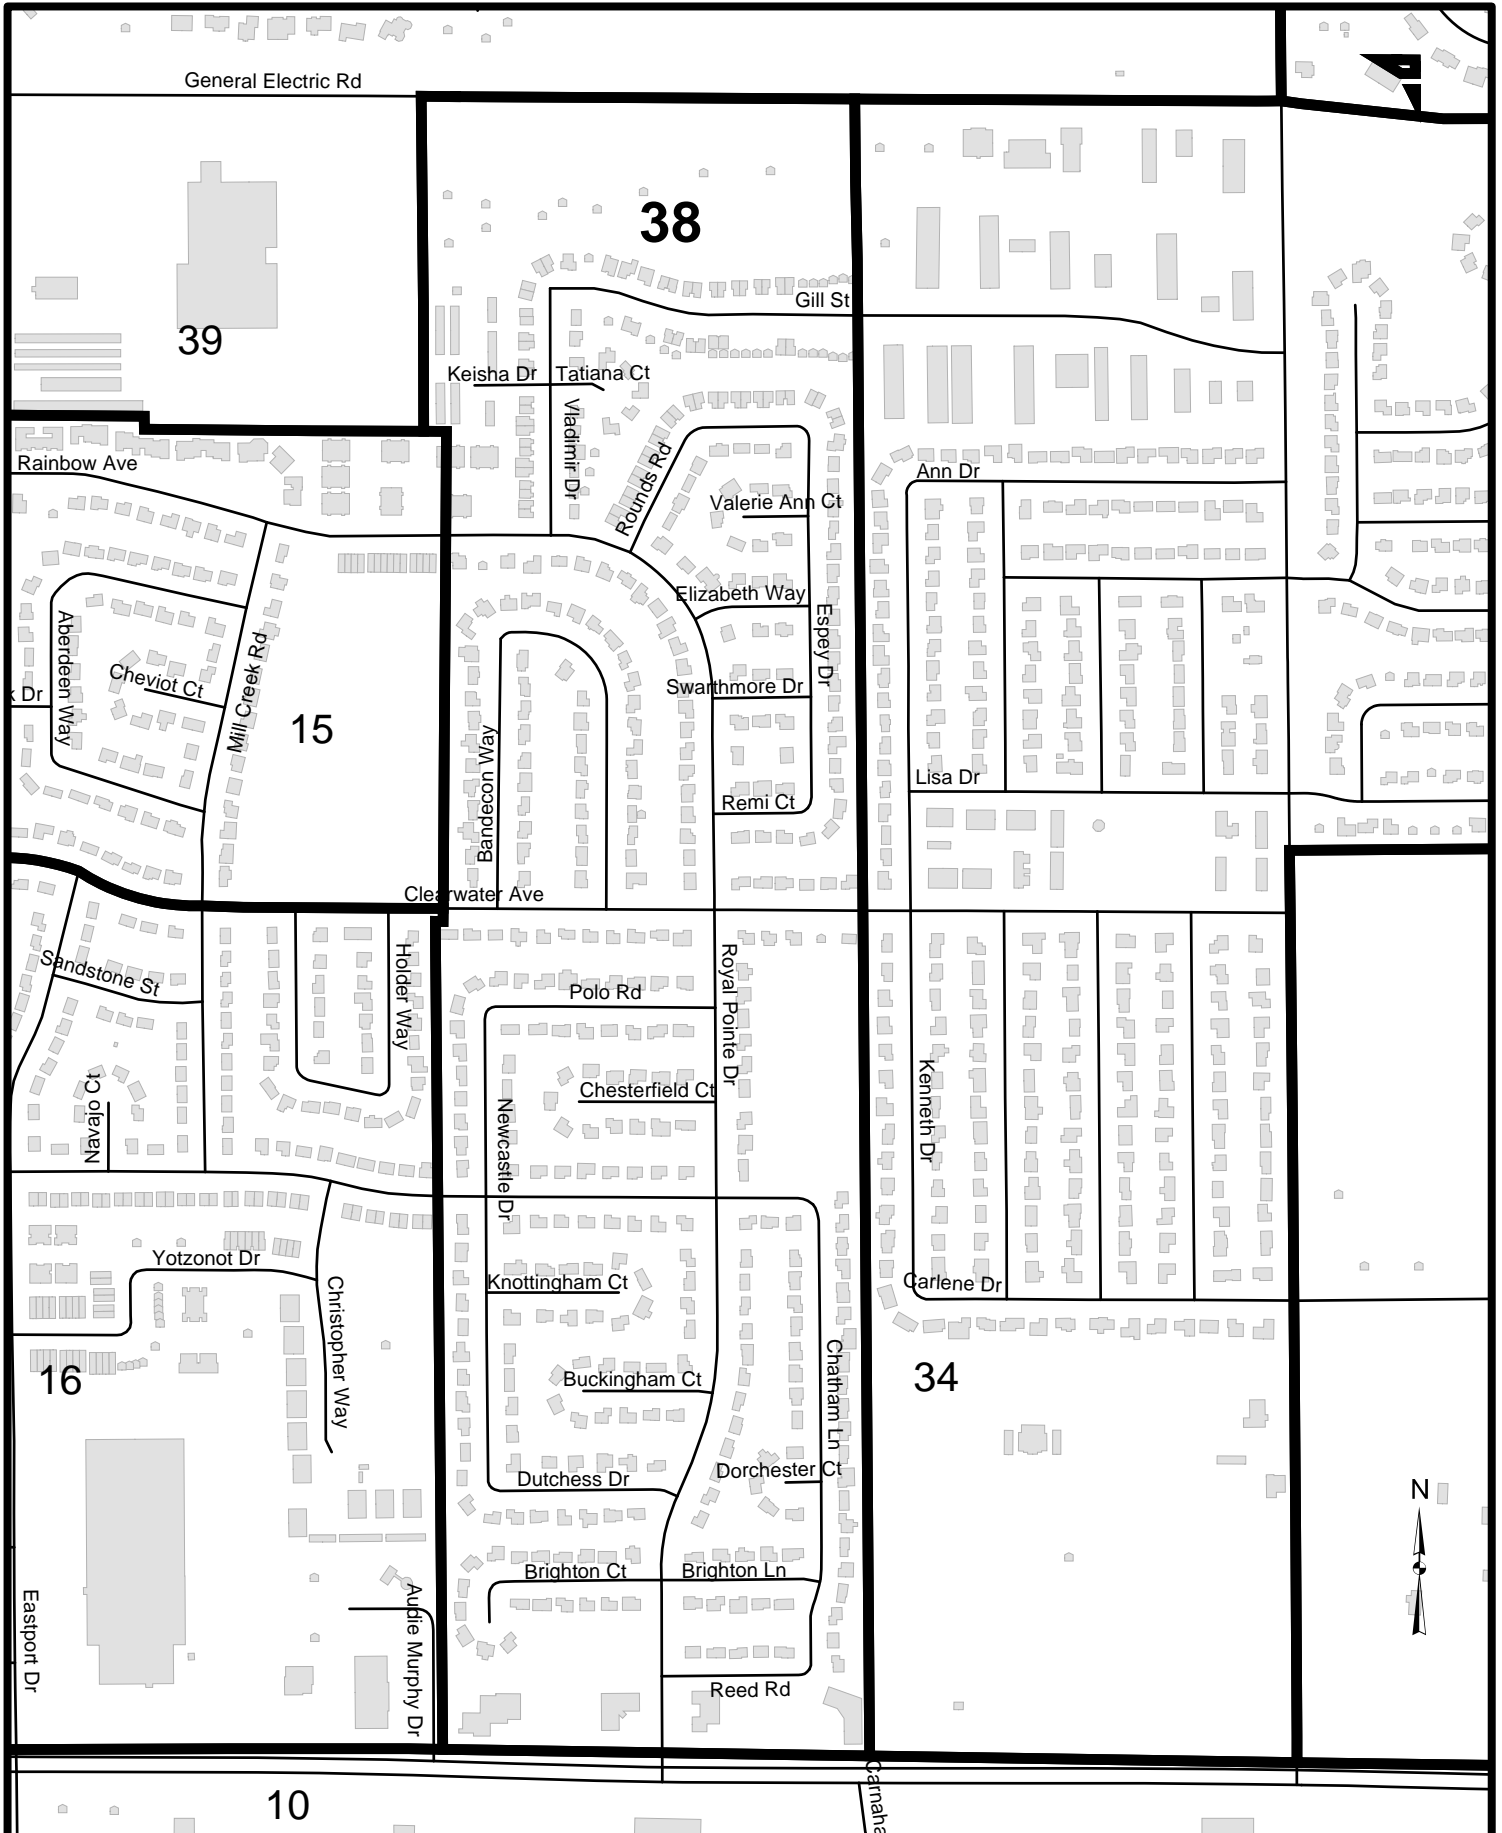 General Electric Rd
38
Gill St
39
Keisha Dr
Tatiana Ct
Vladimir Dr
Rounds Rd
Rainbow Ave
Ann Dr
Valerie Ann Ct
Elizabeth Way
Espey Dr
Aberdeen Way
Cheviot Ct
Mill Creek Rd
k Dr
15
Swarthmore Dr
Bandecon Way
Lisa Dr
Remi Ct
Clearwater Ave
Sandstone St
Holder Way
Royal Pointe Dr
Polo Rd
Navajo Ct
Newcastle Dr
Chesterfield Ct
Kenneth Dr
Yotzonot Dr
Christopher Way
Knottingham Ct
Carlene Dr
16
Buckingham Ct
Chatham Ln
34
Dutchess Dr
Dorchester Ct
N
Eastport Dr
Audie Murphy Dr
Brighton Ct
Brighton Ln
Reed Rd
Carnaha
10